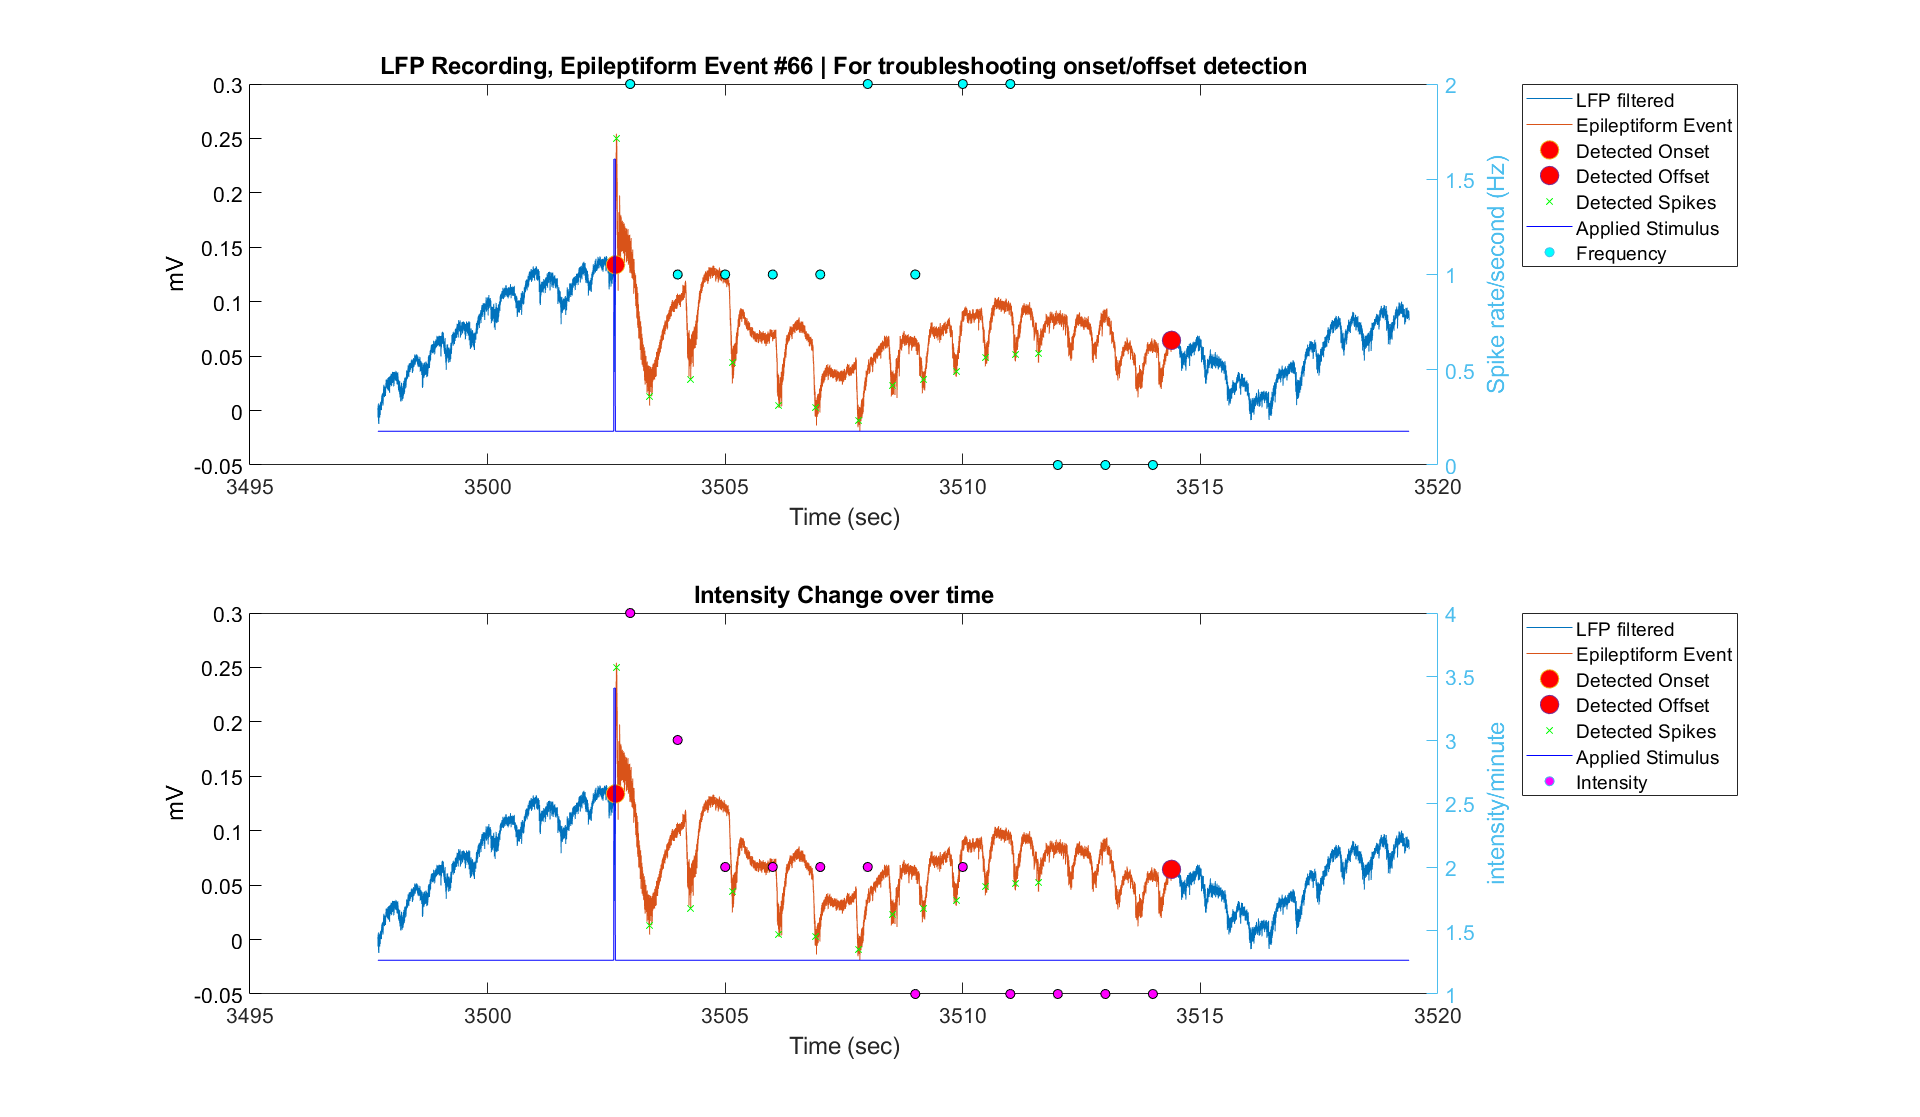 LFP Recording, Epileptiform Event #66 | For troubleshooting onset/offset detection
0.3
0.25
0.2
0.15
0.1
0.05
0
-0.05
mV
3495
3500
3505
3510
3515
3520
Time (sec)
2
1.5
1
0.5
0
Spike rate/second (Hz)
LFP filtered
Epileptiform Event
Detected Onset
Detected Offset
Detected Spikes
Applied Stimulus
Frequency
Intensity Change over time
0.3
0.25
0.2
0.15
0.1
0.05
0
-0.05
mV
3495
3500
3505
3510
3515
3520
Time (sec)
4
3.5
3
2.5
2
1.5
1
intensity/minute
LFP filtered
Epileptiform Event
Detected Onset
Detected Offset
Detected Spikes
Applied Stimulus
Intensity